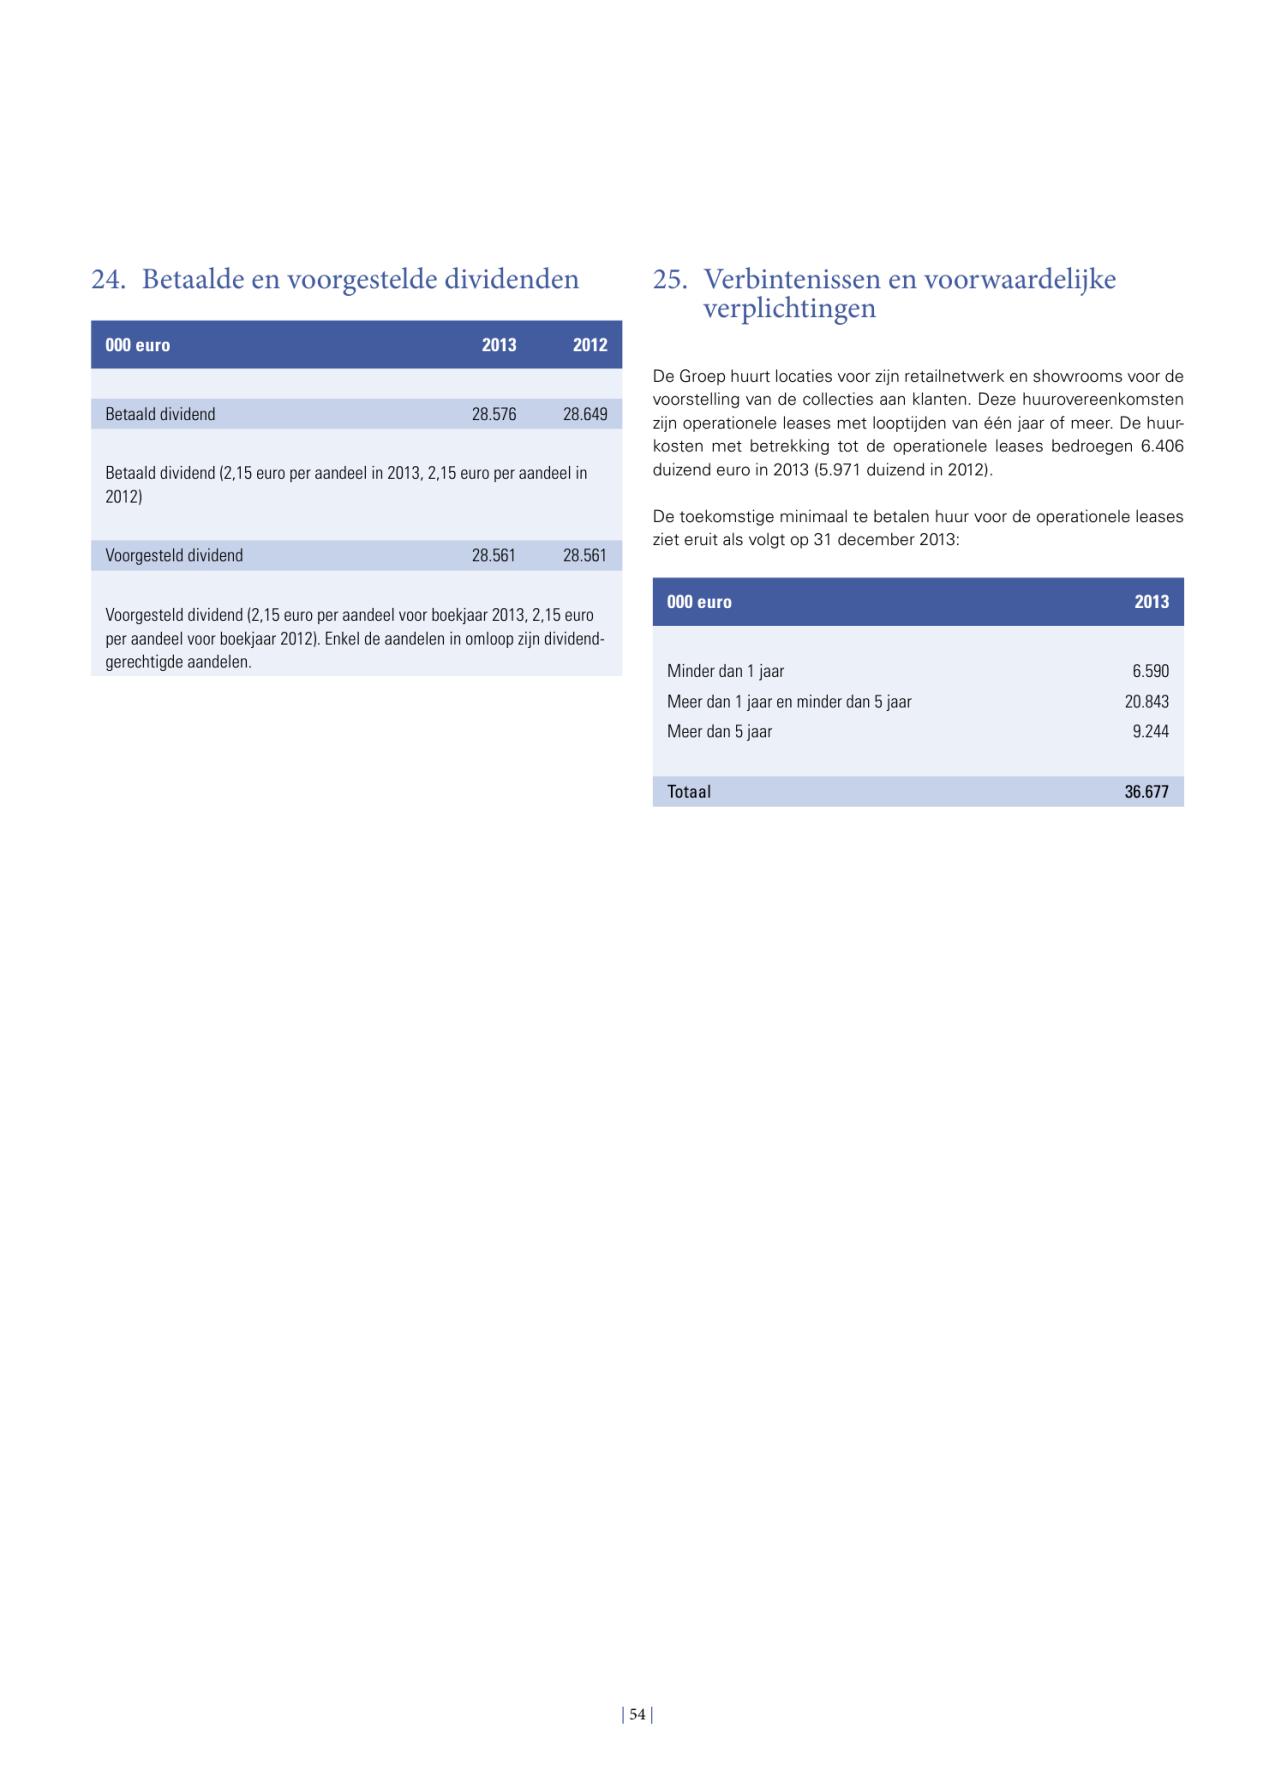 24. Betaalde en voorgestelde dividenden
000 euro 2013 2012
Betaald dividend 28.576 28.649
Betaald dividend (2,15 euro per aandeel in 2013, 2,15 euro per aandeel in
2012)
Voorgesteld dividend 28.561 28.561
Voorgesteld dividend (2,15 euro per aandeel voor boekjaar 2013, 2,15 euro
per aandeel voor boekjaar 2012). Enkel de aandelen in omloop zijn dividend-
gerechtigde aandelen.
25. Verbintenissen en voorwaardelijke
verplichtingen
De Groep huurt locaties voor zijn retailnetwerk en showrooms voor de
voorstelling van de collecties aan klanten. Deze huurovereenkomsten
zijn operationele leases met looptijden van één jaar of meer. De huur-
kosten met betrekking tot de operationele leases bedroegen 6.406
duizend euro in 2013 (5.971 duizend in 2012).
De toekomstige minimaal te betalen huur voor de operationele leases
ziet eruit als volgt op 31 december 2013:
000 euro 2013
Minder dan 1 jaar 6.590
Meer dan 1 jaar en minder dan 5 jaar 20.843
Meer dan 5 jaar 9.244
Totaal 36.677
| 54 |